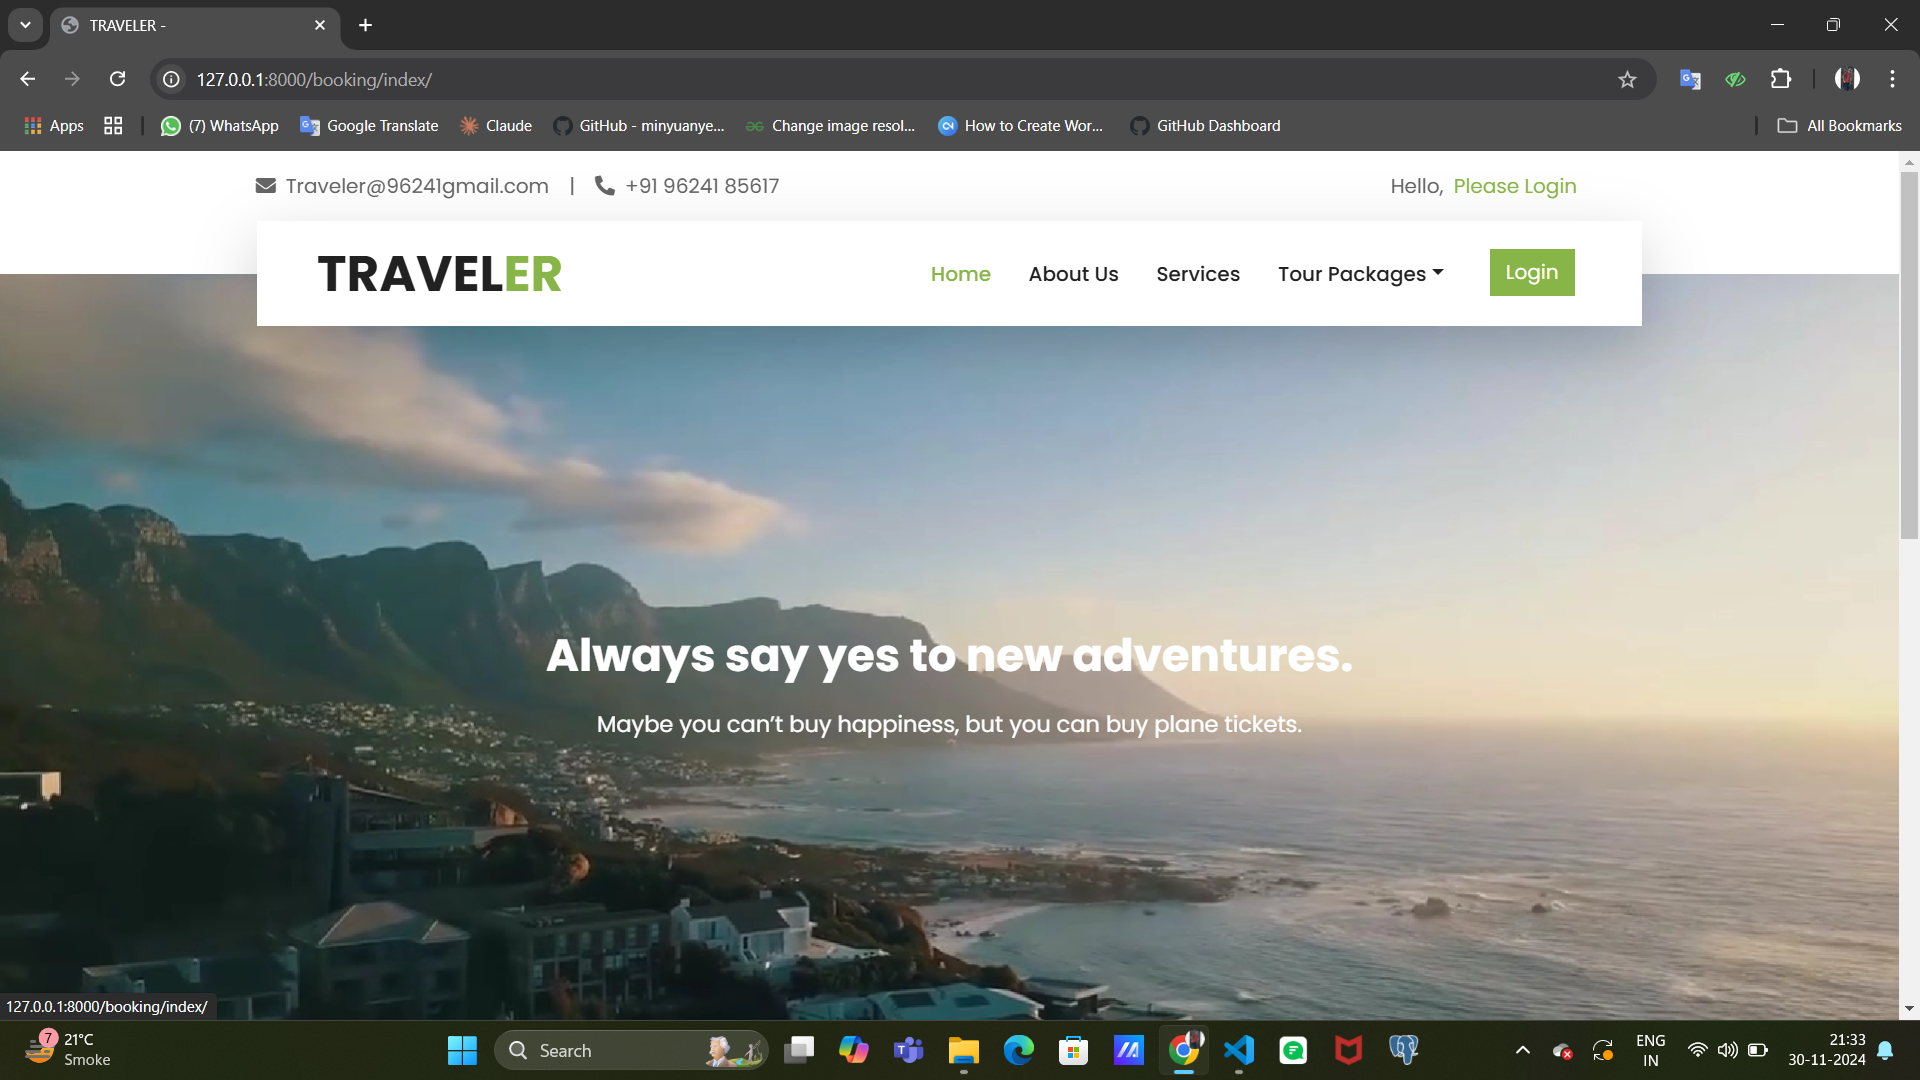 TRAVELER -
127.0.0.1:8000/booking/index/
Apps
(7) WhatsApp
Google Translate
Claude
GitHub - minyuanye...
Change image resol...
How to Create Wor...
GitHub Dashboard
All Bookmarks
Traveler@96241gmail.com | +91 96241 85617
Hello, Please Login
TRAVELER
Home
About Us
Services
Tour Packages
Login
Always say yes to new adventures.
Maybe you can’t buy happiness, but you can buy plane tickets.
127.0.0.1:8000/booking/index/
7
21°C
Smoke
Search
ENG
IN
21:33
30-11-2024